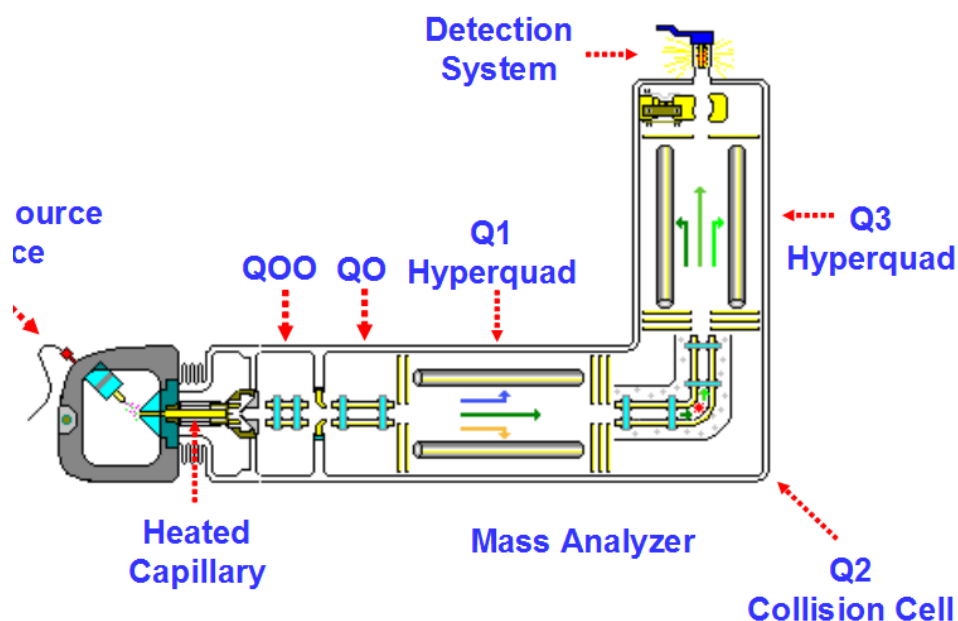 Detection
System
ource
ce
QOO
QO
Q1
Hyperquad
Q3
Hyperquad
Heated
Capillary
Mass Analyzer
Q2
Collision Cell